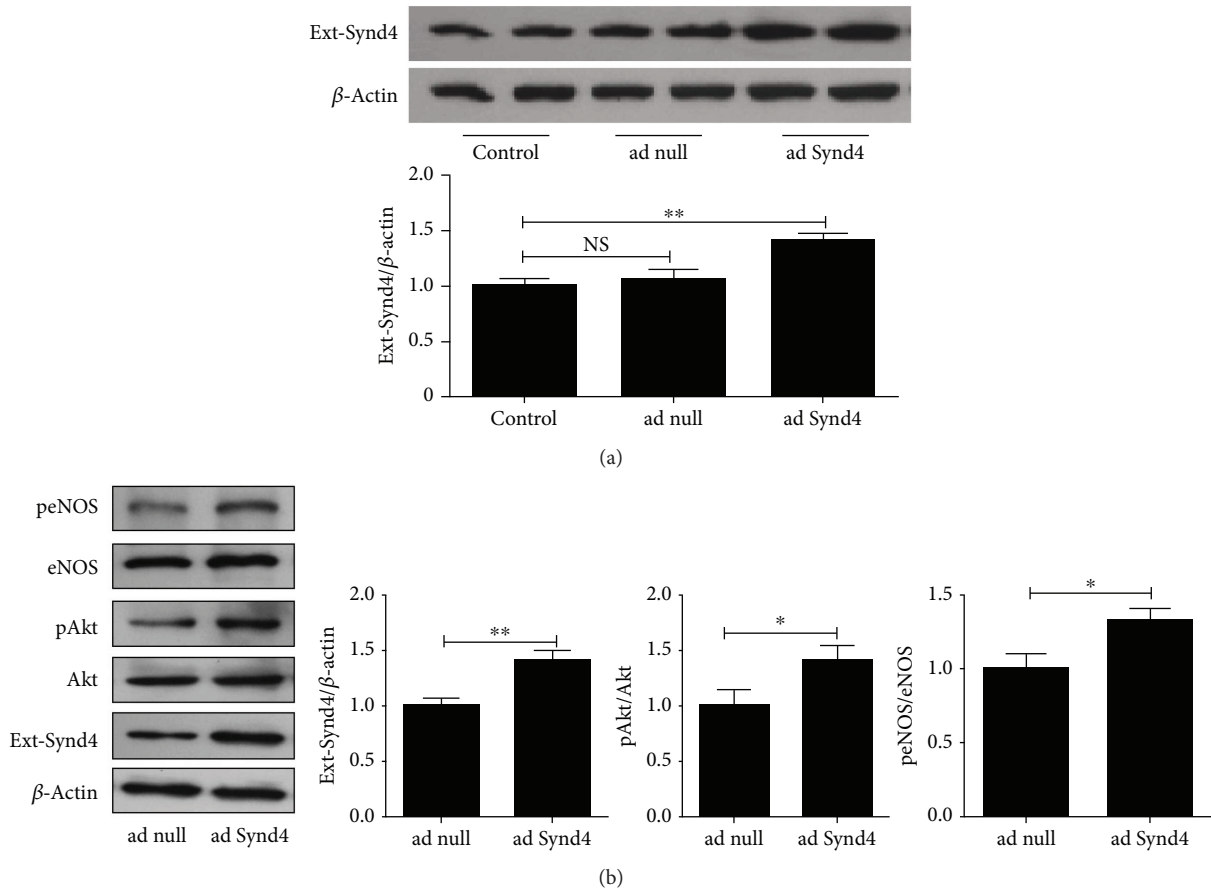 Ext-Synd4
β-Actin
Control ad null ad Synd4
2.0
1.5
1.0
0.5
0
Ext-Synd4/β-actin
**
NS
Control ad null ad Synd4
(a)
peNOS
eNOS
pAkt
Akt
Ext-Synd4
β-Actin
ad null ad Synd4
2.0
1.5
1.0
0.5
0.0
Ext-Synd4/β-actin
**
ad null ad Synd4
2.0
1.5
1.0
0.5
0.0
pAkt/Akt
*
ad null ad Synd4
1.5
1.0
0.5
0.0
peNOS/eNOS
*
ad null ad Synd4
(b)